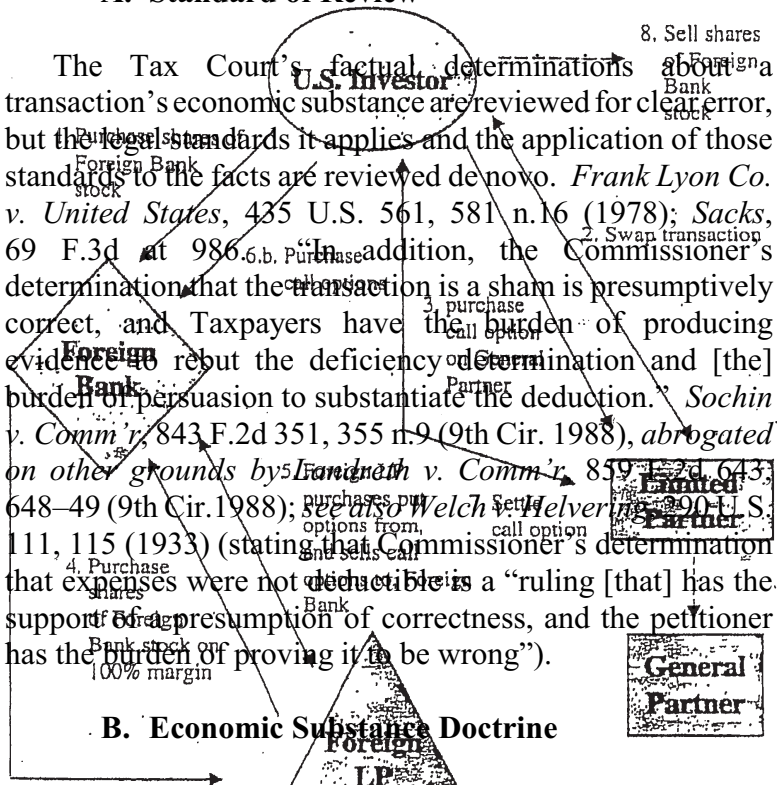 A. Standard of Review
The Tax Court's factual determinations about a
transaction's economic substance are reviewed for clear error,
but the legal standards it applies and the application of those
standards to the facts are reviewed de novo. Frank Lyon Co.
v. United States, 435 U.S. 561, 581 n.16 (1978); Sacks,
69 F.3d at 986. “In addition, the Commissioner's
determination that the transaction is a sham is presumptively
correct, and Taxpayers have the burden of producing
evidence to rebut the deficiency determination and [the]
burden of persuasion to substantiate the deduction.” Sochin
v. Comm'r, 843 F.2d 351, 355 n.9 (9th Cir. 1988), abrogated
on other grounds by Landreth v. Comm'r, 859 F.2d 643,
648–49 (9th Cir.1988); see also Welch v. Helvering, 290 U.S.
111, 115 (1933) (stating that Commissioner's determination
that expenses were not deductible is a “ruling [that] has the
support of a presumption of correctness, and the petitioner
has the burden of proving it to be wrong”).
B. Economic Substance Doctrine
U.S. Investor
8. Sell shares
of Foreign
Bank
stock
1. Purchase shares of
Foreign Bank
stock
2. Swap transaction
6.b. Purchase
call options
3. purchase
call option
on General
Partner
Foreign
Bank
5. Foreign LP
purchases put
options from,
and sells call
options to, Foreign
Bank
7. Settle
call option
Limited
Partner
4. Purchase
shares
of Foreign
Bank stock on
100% margin
General
Partner
Foreign
LP